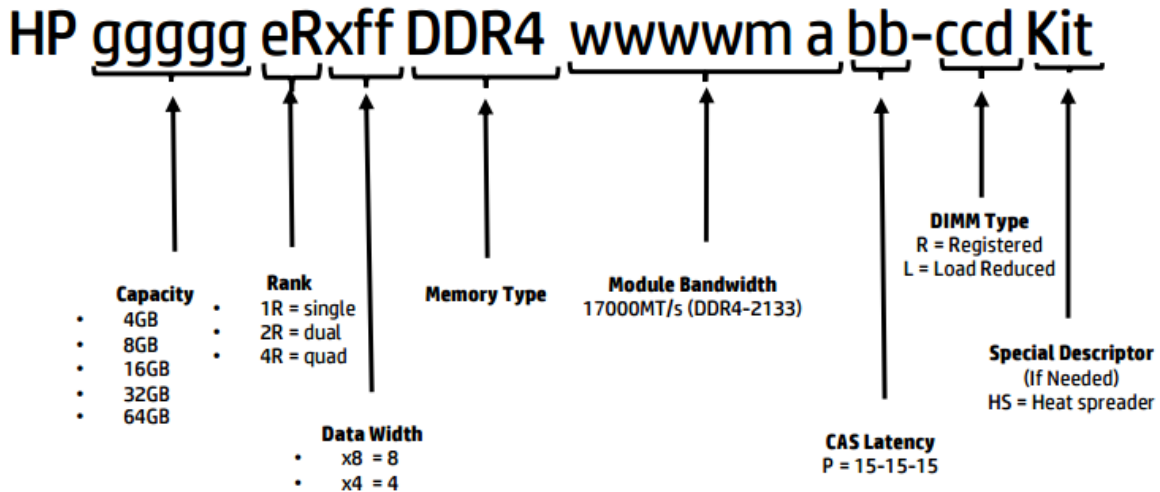 HP ggggg eRxff DDR4 wwwwm a bb-ccd Kit
Capacity
• 4GB
• 8GB
• 16GB
• 32GB
• 64GB
Rank
• 1R = single
• 2R = dual
• 4R = quad
Data Width
• x8 = 8
• x4 = 4
Memory Type
Module Bandwidth
17000MT/s (DDR4-2133)
CAS Latency
P = 15-15-15
DIMM Type
R = Registered
L = Load Reduced
Special Descriptor
(If Needed)
HS = Heat spreader